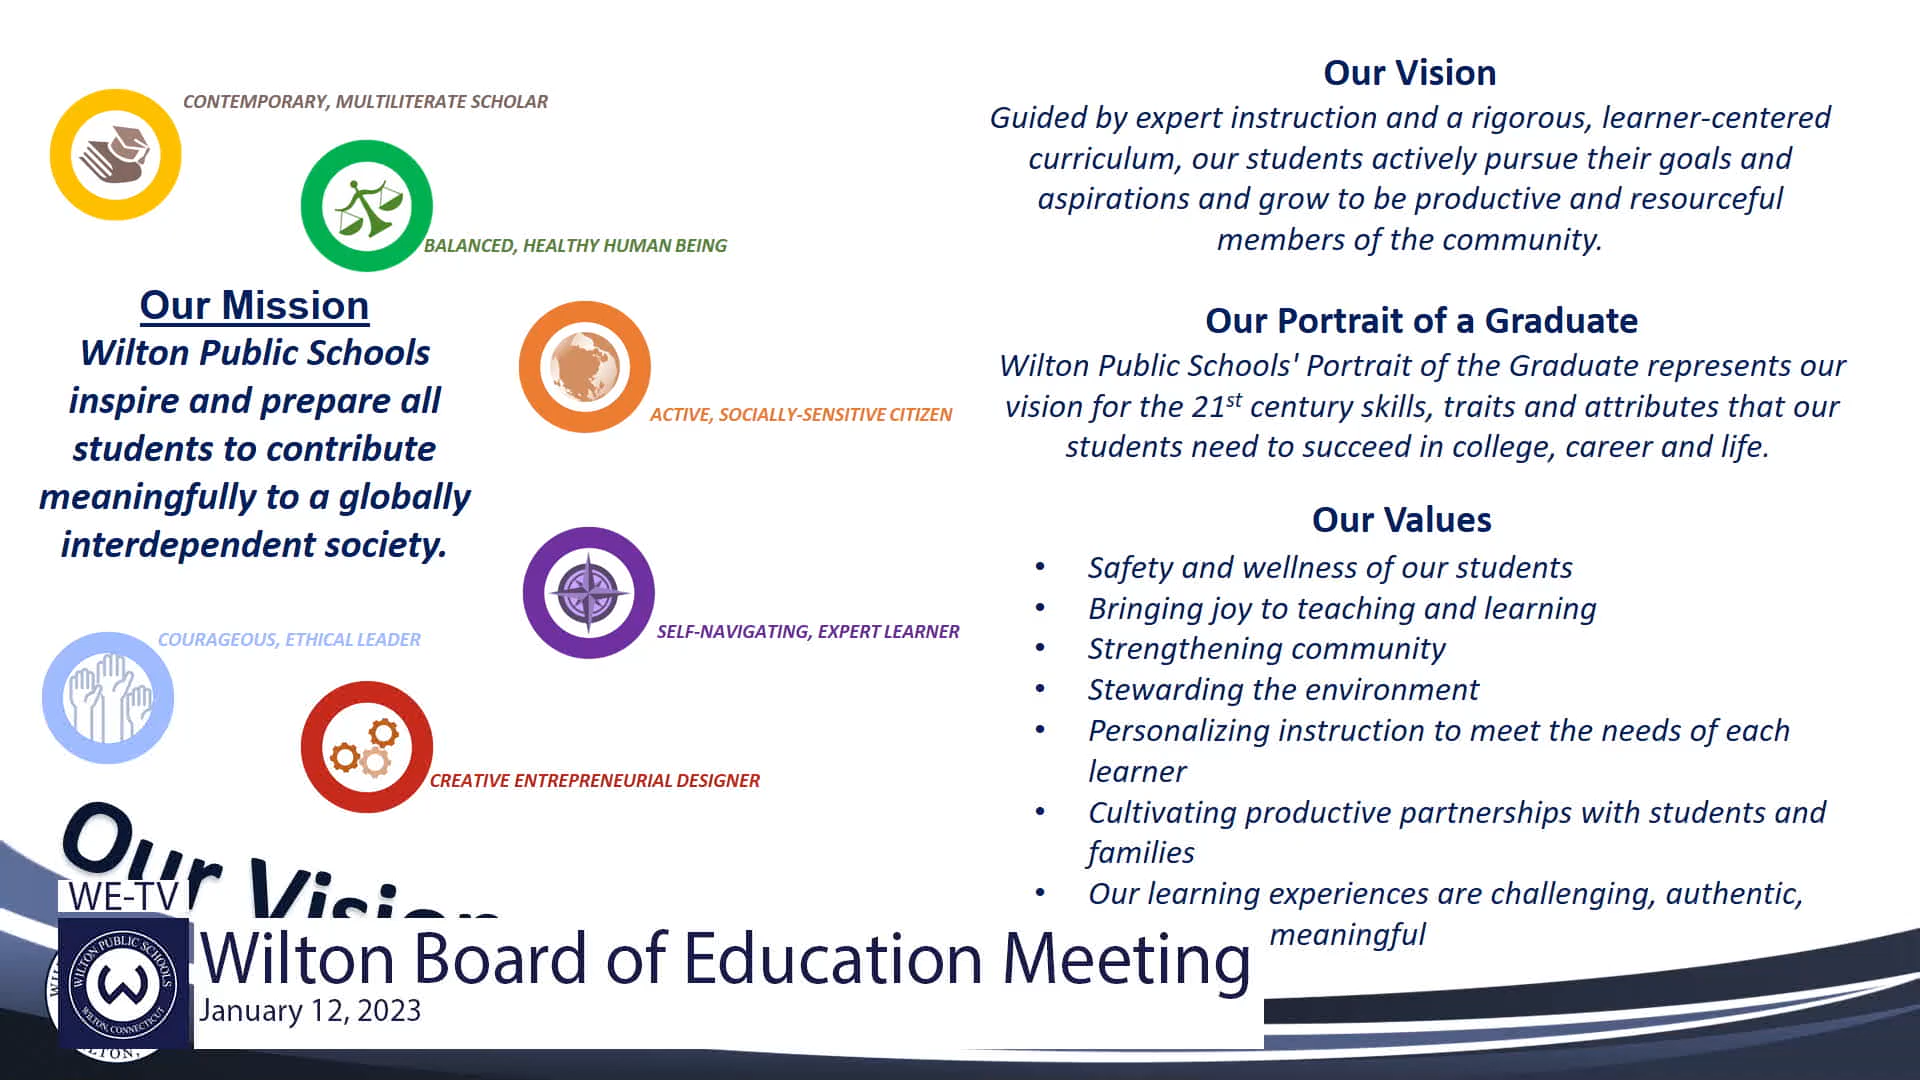 CONTEMPORARY, MULTILITERATE SCHOLAR
BALANCED, HEALTHY HUMAN BEING
Our Mission
Wilton Public Schools
inspire and prepare all
students to contribute
meaningfully to a globally
interdependent society.
ACTIVE, SOCIALLY-SENSITIVE CITIZEN
SELF-NAVIGATING, EXPERT LEARNER
COURAGEOUS, ETHICAL LEADER
CREATIVE ENTREPRENEURIAL DESIGNER
Our Vision
Our Vision
Guided by expert instruction and a rigorous, learner-centered
curriculum, our students actively pursue their goals and
aspirations and grow to be productive and resourceful
members of the community.
Our Portrait of a Graduate
Wilton Public Schools' Portrait of the Graduate represents our
vision for the 21st century skills, traits and attributes that our
students need to succeed in college, career and life.
Our Values
• Safety and wellness of our students
• Bringing joy to teaching and learning
• Strengthening community
• Stewarding the environment
• Personalizing instruction to meet the needs of each
learner
• Cultivating productive partnerships with students and
families
• Our learning experiences are challenging, authentic,
meaningful
WE-TV
WILTON PUBLIC SCHOOLS
W
WILTON, CONNECTICUT
Wilton Board of Education Meeting
January 12, 2023